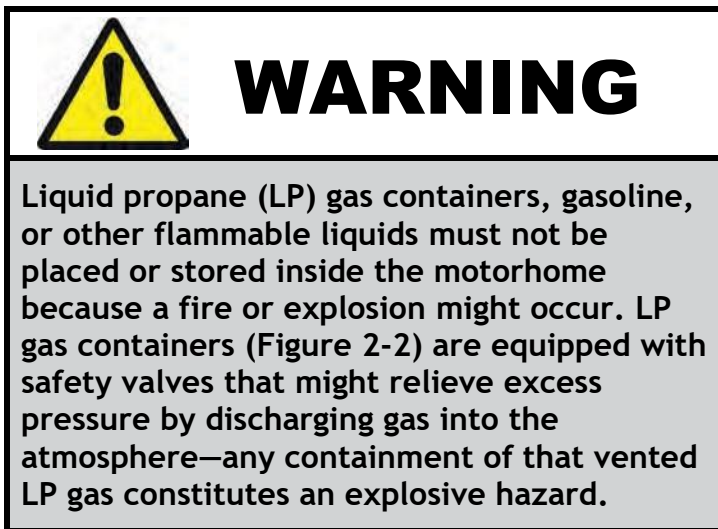 WARNING
Liquid propane (LP) gas containers, gasoline,
or other flammable liquids must not be
placed or stored inside the motorhome
because a fire or explosion might occur. LP
gas containers (Figure 2-2) are equipped with
safety valves that might relieve excess
pressure by discharging gas into the
atmosphere—any containment of that vented
LP gas constitutes an explosive hazard.